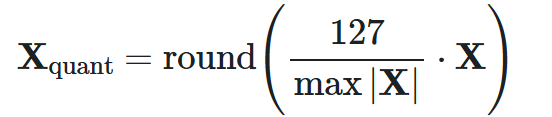 X_quant = round( 127 / max |X| · X )